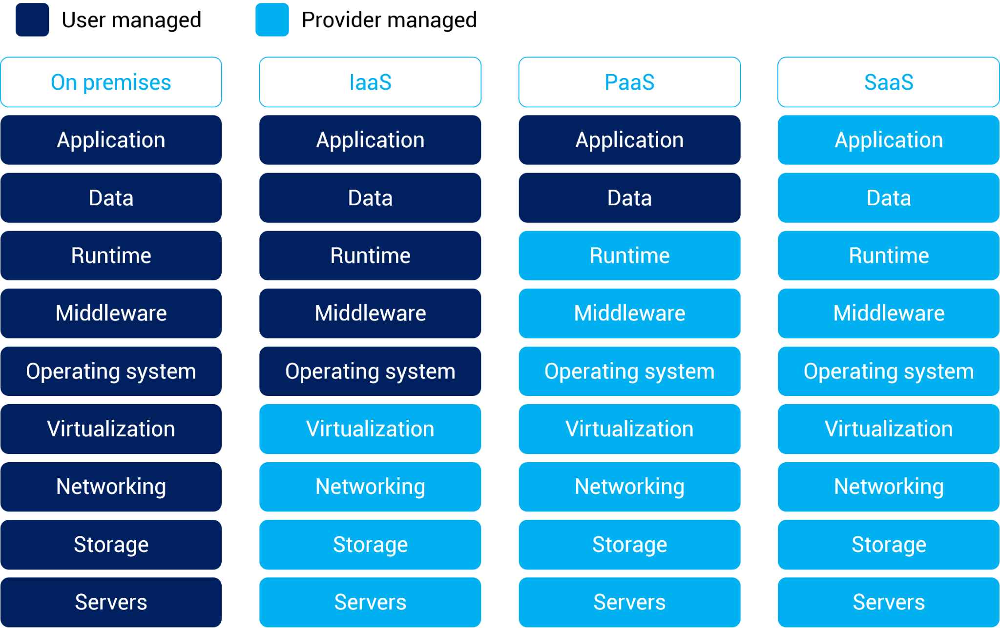 User managed
Provider managed
On premises
IaaS
PaaS
SaaS
Application
Application
Application
Application
Data
Data
Data
Data
Runtime
Runtime
Runtime
Runtime
Middleware
Middleware
Middleware
Middleware
Operating system
Operating system
Operating system
Operating system
Virtualization
Virtualization
Virtualization
Virtualization
Networking
Networking
Networking
Networking
Storage
Storage
Storage
Storage
Servers
Servers
Servers
Servers